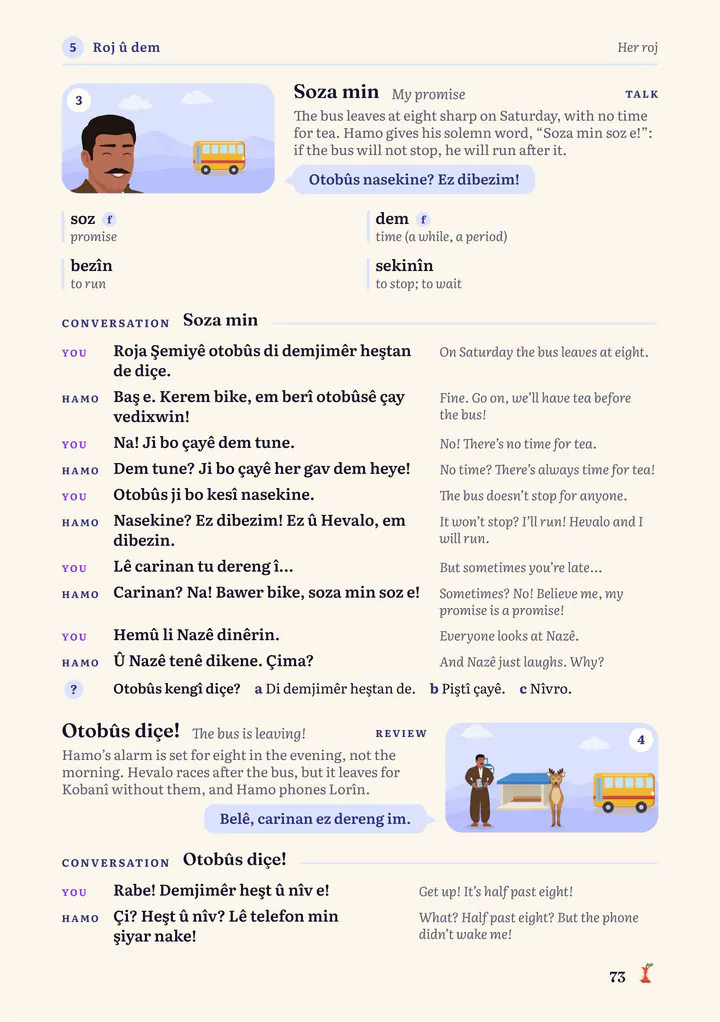 5 Roj û dem
Her roj
3
Soza min My promise TALK
The bus leaves at eight sharp on Saturday, with no time
for tea. Hamo gives his solemn word, “Soza min soz e!”:
if the bus will not stop, he will run after it.
Otobûs nasekine? Ez dibezim!
soz f
promise
dem f
time (a while, a period)
bezîn
to run
sekinîn
to stop; to wait
CONVERSATION Soza min
YOU Roja Şemiyê otobûs di demjimêr heştan On Saturday the bus leaves at eight.
de diçe.
HAMO Baş e. Kerem bike, em berî otobûsê çay Fine. Go on, we’ll have tea before
vedixwin! the bus!
YOU Na! Ji bo çayê dem tune. No! There’s no time for tea.
HAMO Dem tune? Ji bo çayê her gav dem heye! No time? There’s always time for tea!
YOU Otobûs ji bo kesî nasekine. The bus doesn’t stop for anyone.
HAMO Nasekine? Ez dibezim! Ez û Hevalo, em It won’t stop? I’ll run! Hevalo and I
dibezin. will run.
YOU Lê carinan tu dereng î… But sometimes you’re late…
HAMO Carinan? Na! Bawer bike, soza min soz e! Sometimes? No! Believe me, my
promise is a promise!
YOU Hemû li Nazê dinêrin. Everyone looks at Nazê.
HAMO Û Nazê tenê dikene. Çima? And Nazê just laughs. Why?
? Otobûs kengî diçe? a Di demjimêr heştan de. b Piştî çayê. c Nîvro.
Otobûs diçe! The bus is leaving! REVIEW
Hamo’s alarm is set for eight in the evening, not the
morning. Hevalo races after the bus, but it leaves for
Kobanî without them, and Hamo phones Lorîn.
Belê, carinan ez dereng im.
4
CONVERSATION Otobûs diçe!
YOU Rabe! Demjimêr heşt û nîv e! Get up! It’s half past eight!
HAMO Çi? Heşt û nîv? Lê telefon min What? Half past eight? But the phone
şiyar nake! didn’t wake me!
73